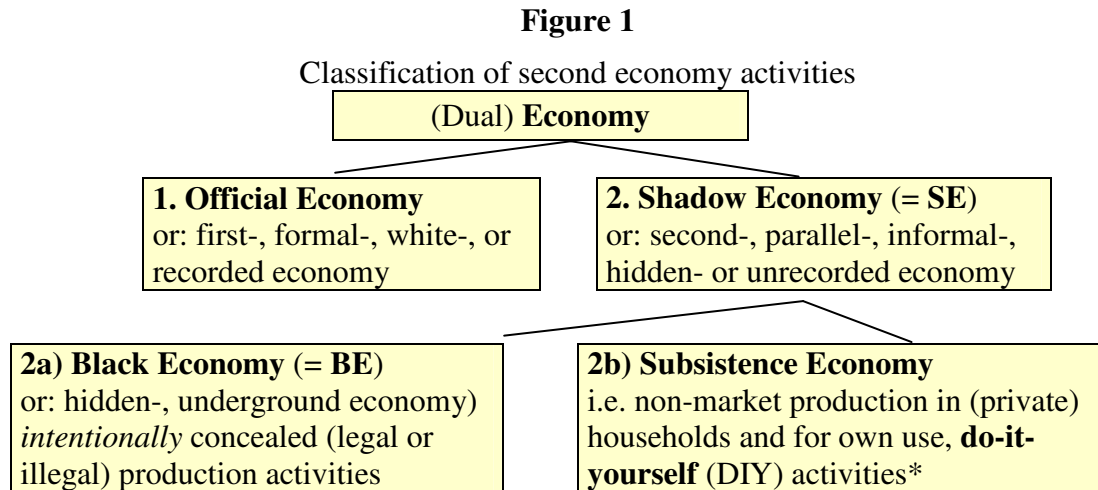 Figure 1
Classification of second economy activities
(Dual) Economy
1. Official Economy
or: first-, formal-, white-, or
recorded economy
2. Shadow Economy (= SE)
or: second-, parallel-, informal-,
hidden- or unrecorded economy
2a) Black Economy (= BE)
or: hidden-, underground economy)
intentionally concealed (legal or
illegal) production activities
2b) Subsistence Economy
i.e. non-market production in (private)
households and for own use, do-it-
yourself (DIY) activities*